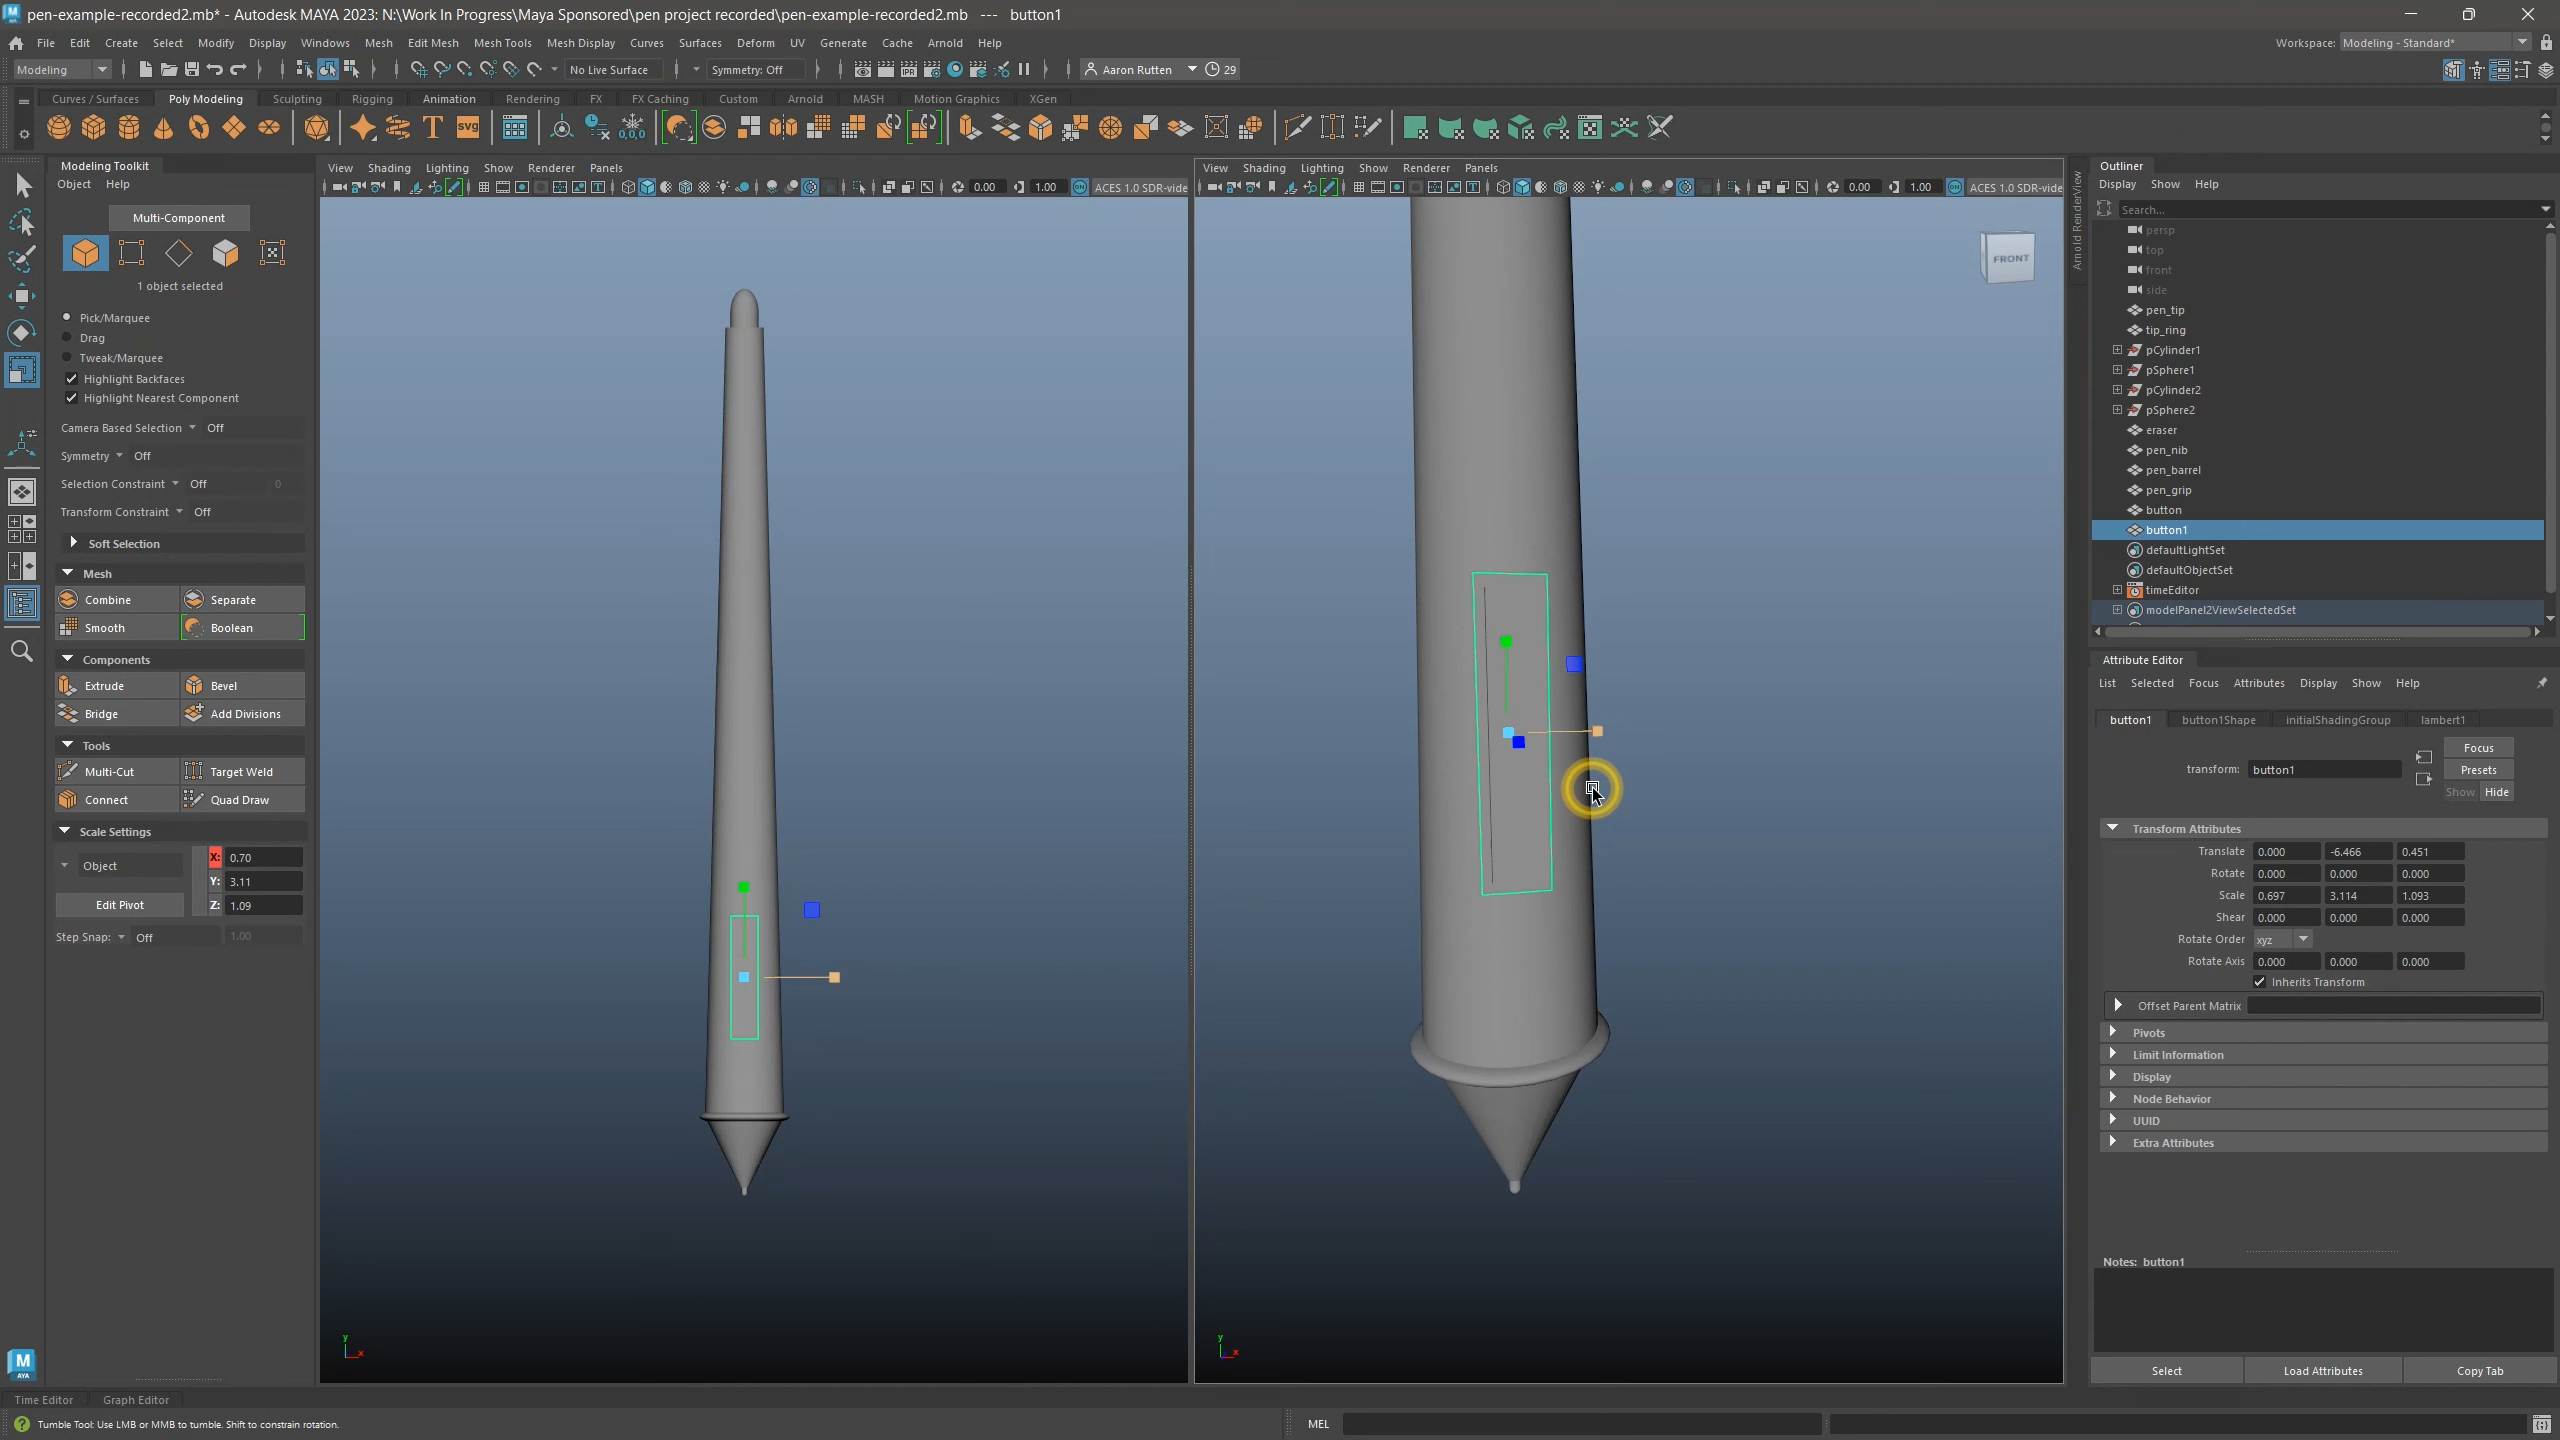 pen-example-recorded2.mb* - Autodesk MAYA 2023: N:\Work In Progress\Maya Sponsored\pen project recorded\pen-example-recorded2.mb --- button1
File Edit Create Select Modify Display Windows Mesh Edit Mesh Mesh Tools Mesh Display Curves Surfaces Deform UV Generate Cache Arnold Help
Workspace: Modeling - Standard*
Modeling No Live Surface Symmetry: Off Aaron Rutten 29
Curves / Surfaces Poly Modeling Sculpting Rigging Animation Rendering FX FX Caching Custom Arnold MASH Motion Graphics XGen
T svg 0,0,0
Modeling Toolkit
Object Help
Multi-Component
1 object selected
Pick/Marquee
Drag
Tweak/Marquee
Highlight Backfaces
Highlight Nearest Component
Camera Based Selection Off
Symmetry Off
Selection Constraint Off 0
Transform Constraint Off
Soft Selection
Mesh
Combine Separate
Smooth Boolean
Components
Extrude Bevel
Bridge Add Divisions
Tools
Multi-Cut Target Weld
Connect Quad Draw
Scale Settings
Object X: 0.70
Y: 3.11
Edit Pivot Z: 1.09
Step Snap: Off 1.00
View Shading Lighting Show Renderer Panels
0.00 1.00 ACES 1.0 SDR-vide
y
x
View Shading Lighting Show Renderer Panels
0.00 1.00 ACES 1.0 SDR-vide
FRONT
y
x
Arnold RenderView
Outliner
Display Show Help
Search...
persp
top
front
side
pen_tip
tip_ring
pCylinder1
pSphere1
pCylinder2
pSphere2
eraser
pen_nib
pen_barrel
pen_grip
button
button1
defaultLightSet
defaultObjectSet
timeEditor
modelPanel2ViewSelectedSet
Attribute Editor
List Selected Focus Attributes Display Show Help
button1 button1Shape initialShadingGroup lambert1
Focus
transform: button1 Presets
Show Hide
Transform Attributes
Translate 0.000 -6.466 0.451
Rotate 0.000 0.000 0.000
Scale 0.697 3.114 1.093
Shear 0.000 0.000 0.000
Rotate Order xyz
Rotate Axis 0.000 0.000 0.000
Inherits Transform
Offset Parent Matrix
Pivots
Limit Information
Display
Node Behavior
UUID
Extra Attributes
Notes: button1
Select Load Attributes Copy Tab
M
AYA
Time Editor Graph Editor
Tumble Tool: Use LMB or MMB to tumble. Shift to constrain rotation.
MEL